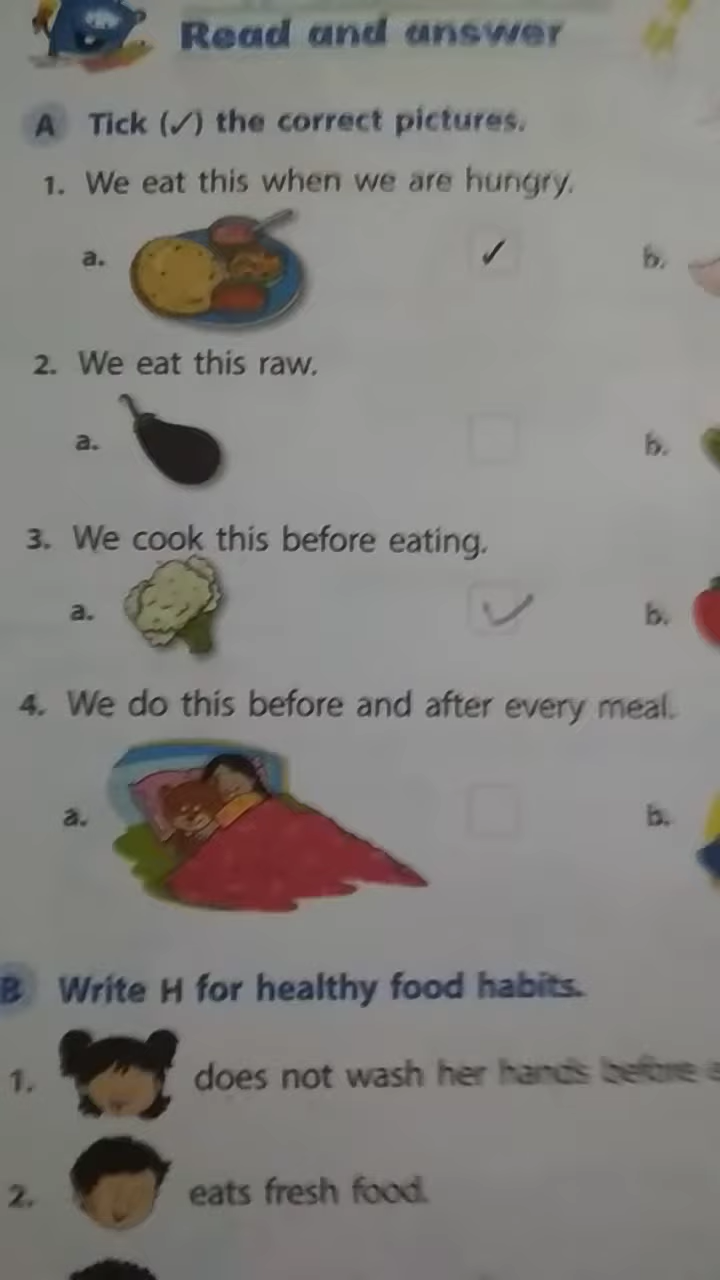 Read and answer
A Tick (✓) the correct pictures.
1. We eat this when we are hungry.
a. ✓ b.
2. We eat this raw.
a. b.
3. We cook this before eating.
a. ✓ b.
4. We do this before and after every meal.
a. b.
B Write H for healthy food habits.
1. does not wash her hands before
2. eats fresh food.